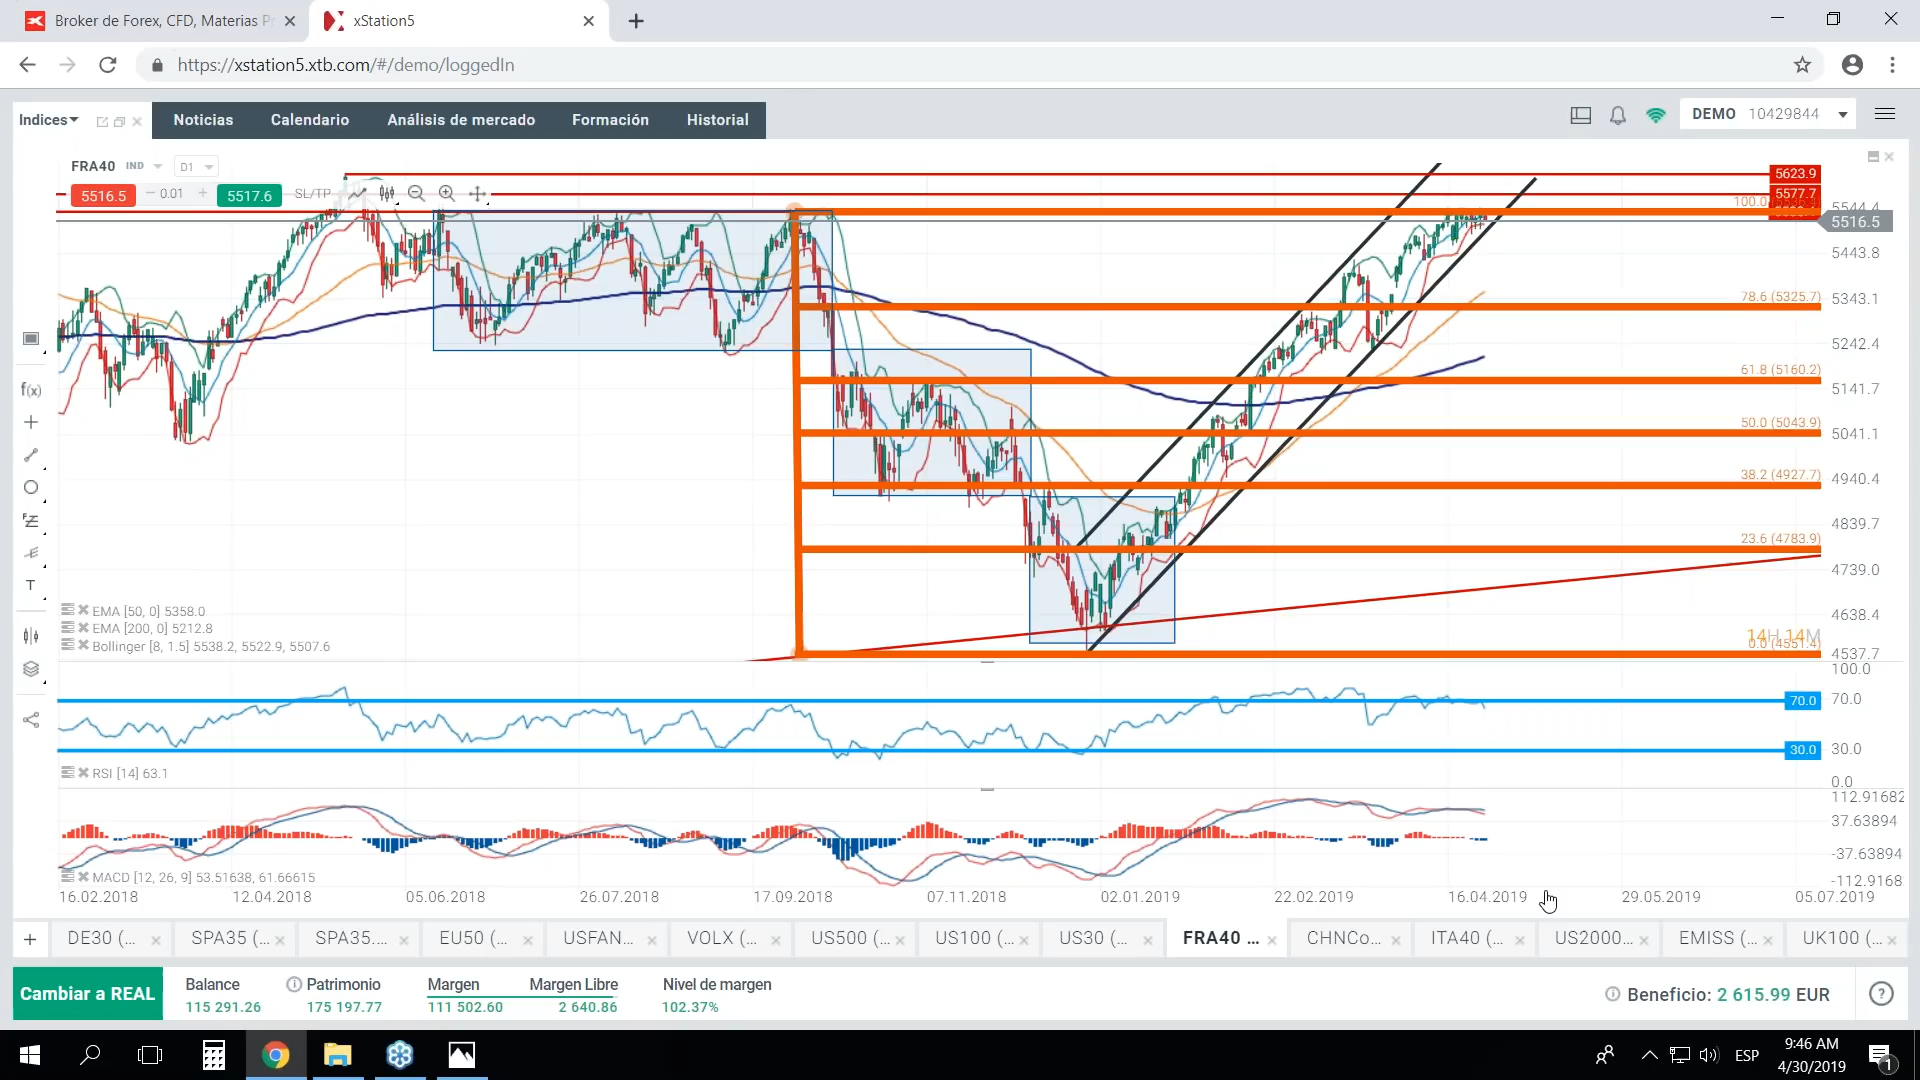 Broker de Forex, CFD, Materias P
xStation5
https://xstation5.xtb.com/#/demo/loggedIn
Indices
Noticias
Calendario
Análisis de mercado
Formación
Historial
DEMO 10429844
FRA40 IND D1
5516.5
0.01
5517.6
SL/TP
5623.9
5577.7
5544.4
5516.5
5443.8
78.6 (5325.7)
5343.1
5242.4
61.8 (5160.2)
5141.7
50.0 (5043.9)
5041.1
38.2 (4927.7)
4940.4
4839.7
23.6 (4783.9)
4739.0
4638.4
14H 14M
0.0 (4551.4)
4537.7
EMA [50, 0] 5358.0
EMA [200, 0] 5212.8
Bollinger [8, 1.5] 5538.2, 5522.9, 5507.6
100.0
70.0 70.0
30.0 30.0
0.0
RSI [14] 63.1
112.91682
37.63894
-37.63894
-112.9168
MACD [12, 26, 9] 53.51638, 61.66615
16.02.2018 12.04.2018 05.06.2018 26.07.2018 17.09.2018 07.11.2018 02.01.2019 22.02.2019 16.04.2019 29.05.2019 05.07.2019
DE30 (... SPA35 (... SPA35.... EU50 (... USFAN... VOLX (... US500 (... US100 (... US30 (... FRA40 ... CHNCo... ITA40 (... US2000... EMISS (... UK100 (...
Cambiar a REAL
Balance Patrimonio Margen Margen Libre Nivel de margen
115 291.26 175 197.77 111 502.60 2 640.86 102.37%
Beneficio: 2 615.99 EUR
ESP
9:46 AM
4/30/2019
1